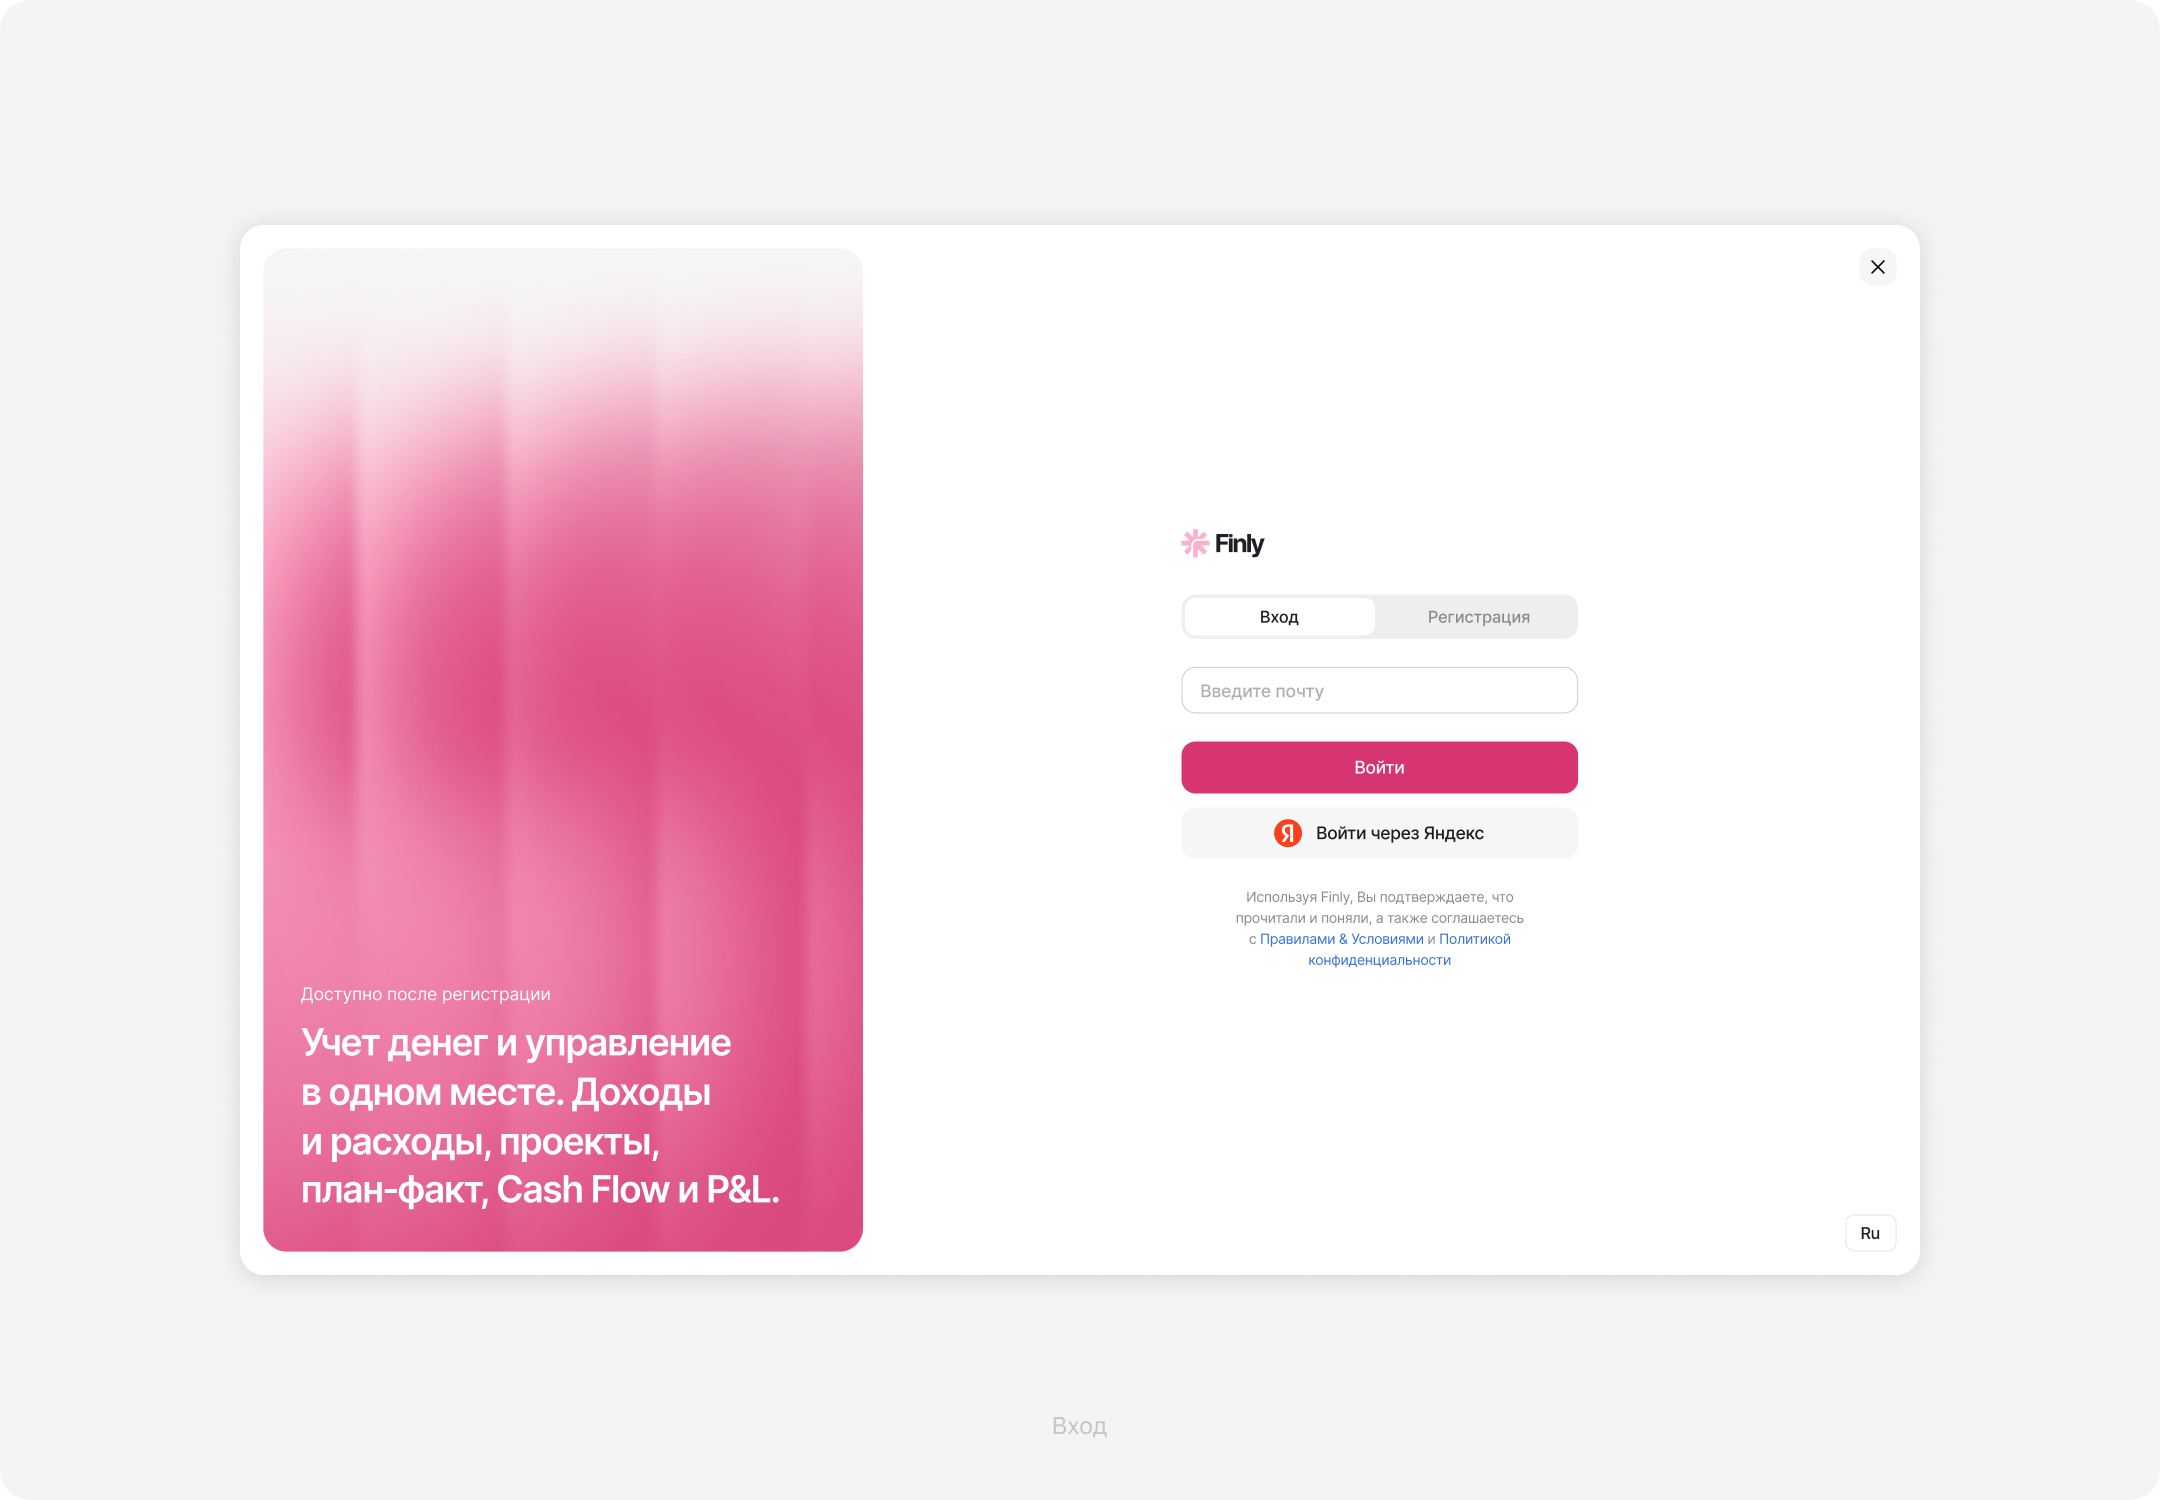 Finly
Вход
Регистрация
Введите почту
Войти
Я Войти через Яндекс
Используя Finly, Вы подтверждаете, что
прочитали и поняли, а также соглашаетесь
с Правилами & Условиями и Политикой
конфиденциальности
Доступно после регистрации
Учет денег и управление
в одном месте. Доходы
и расходы, проекты,
план-факт, Cash Flow и P&L.
Ru
Вход